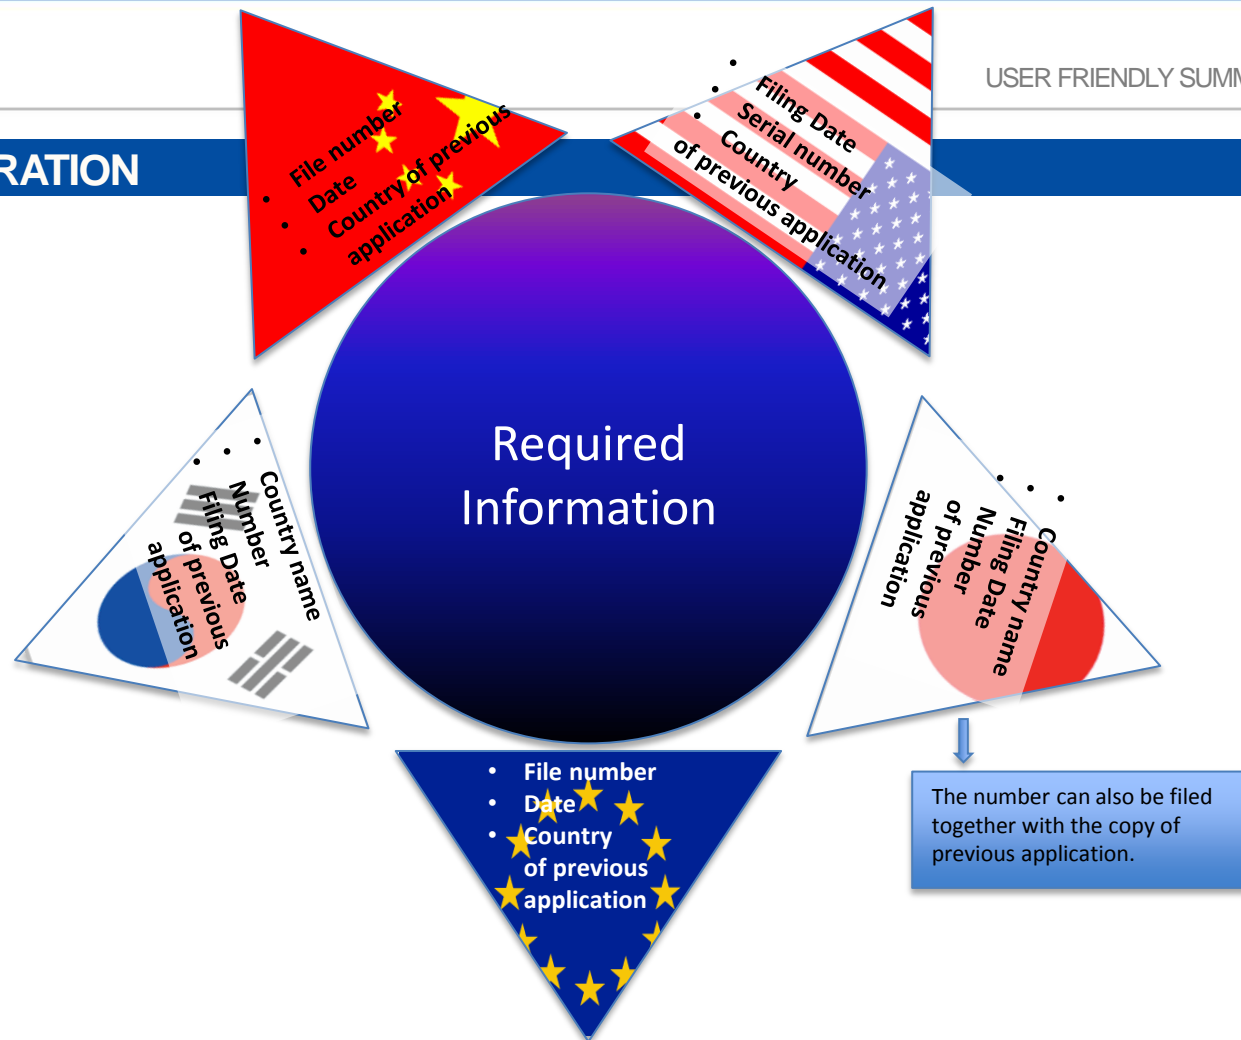 USER FRIENDLY SUMM
RATION
• File number
• Date
• Country of previous
application
• Filing Date
• Serial number
• Country
of previous application
Required
Information
• Country name
• Number
• Filing Date
of previous
application
• Country name
• Filing Date
• Number
of previous
application
• File number
• Date
• Country
of previous
application
The number can also be filed
together with the copy of
previous application.